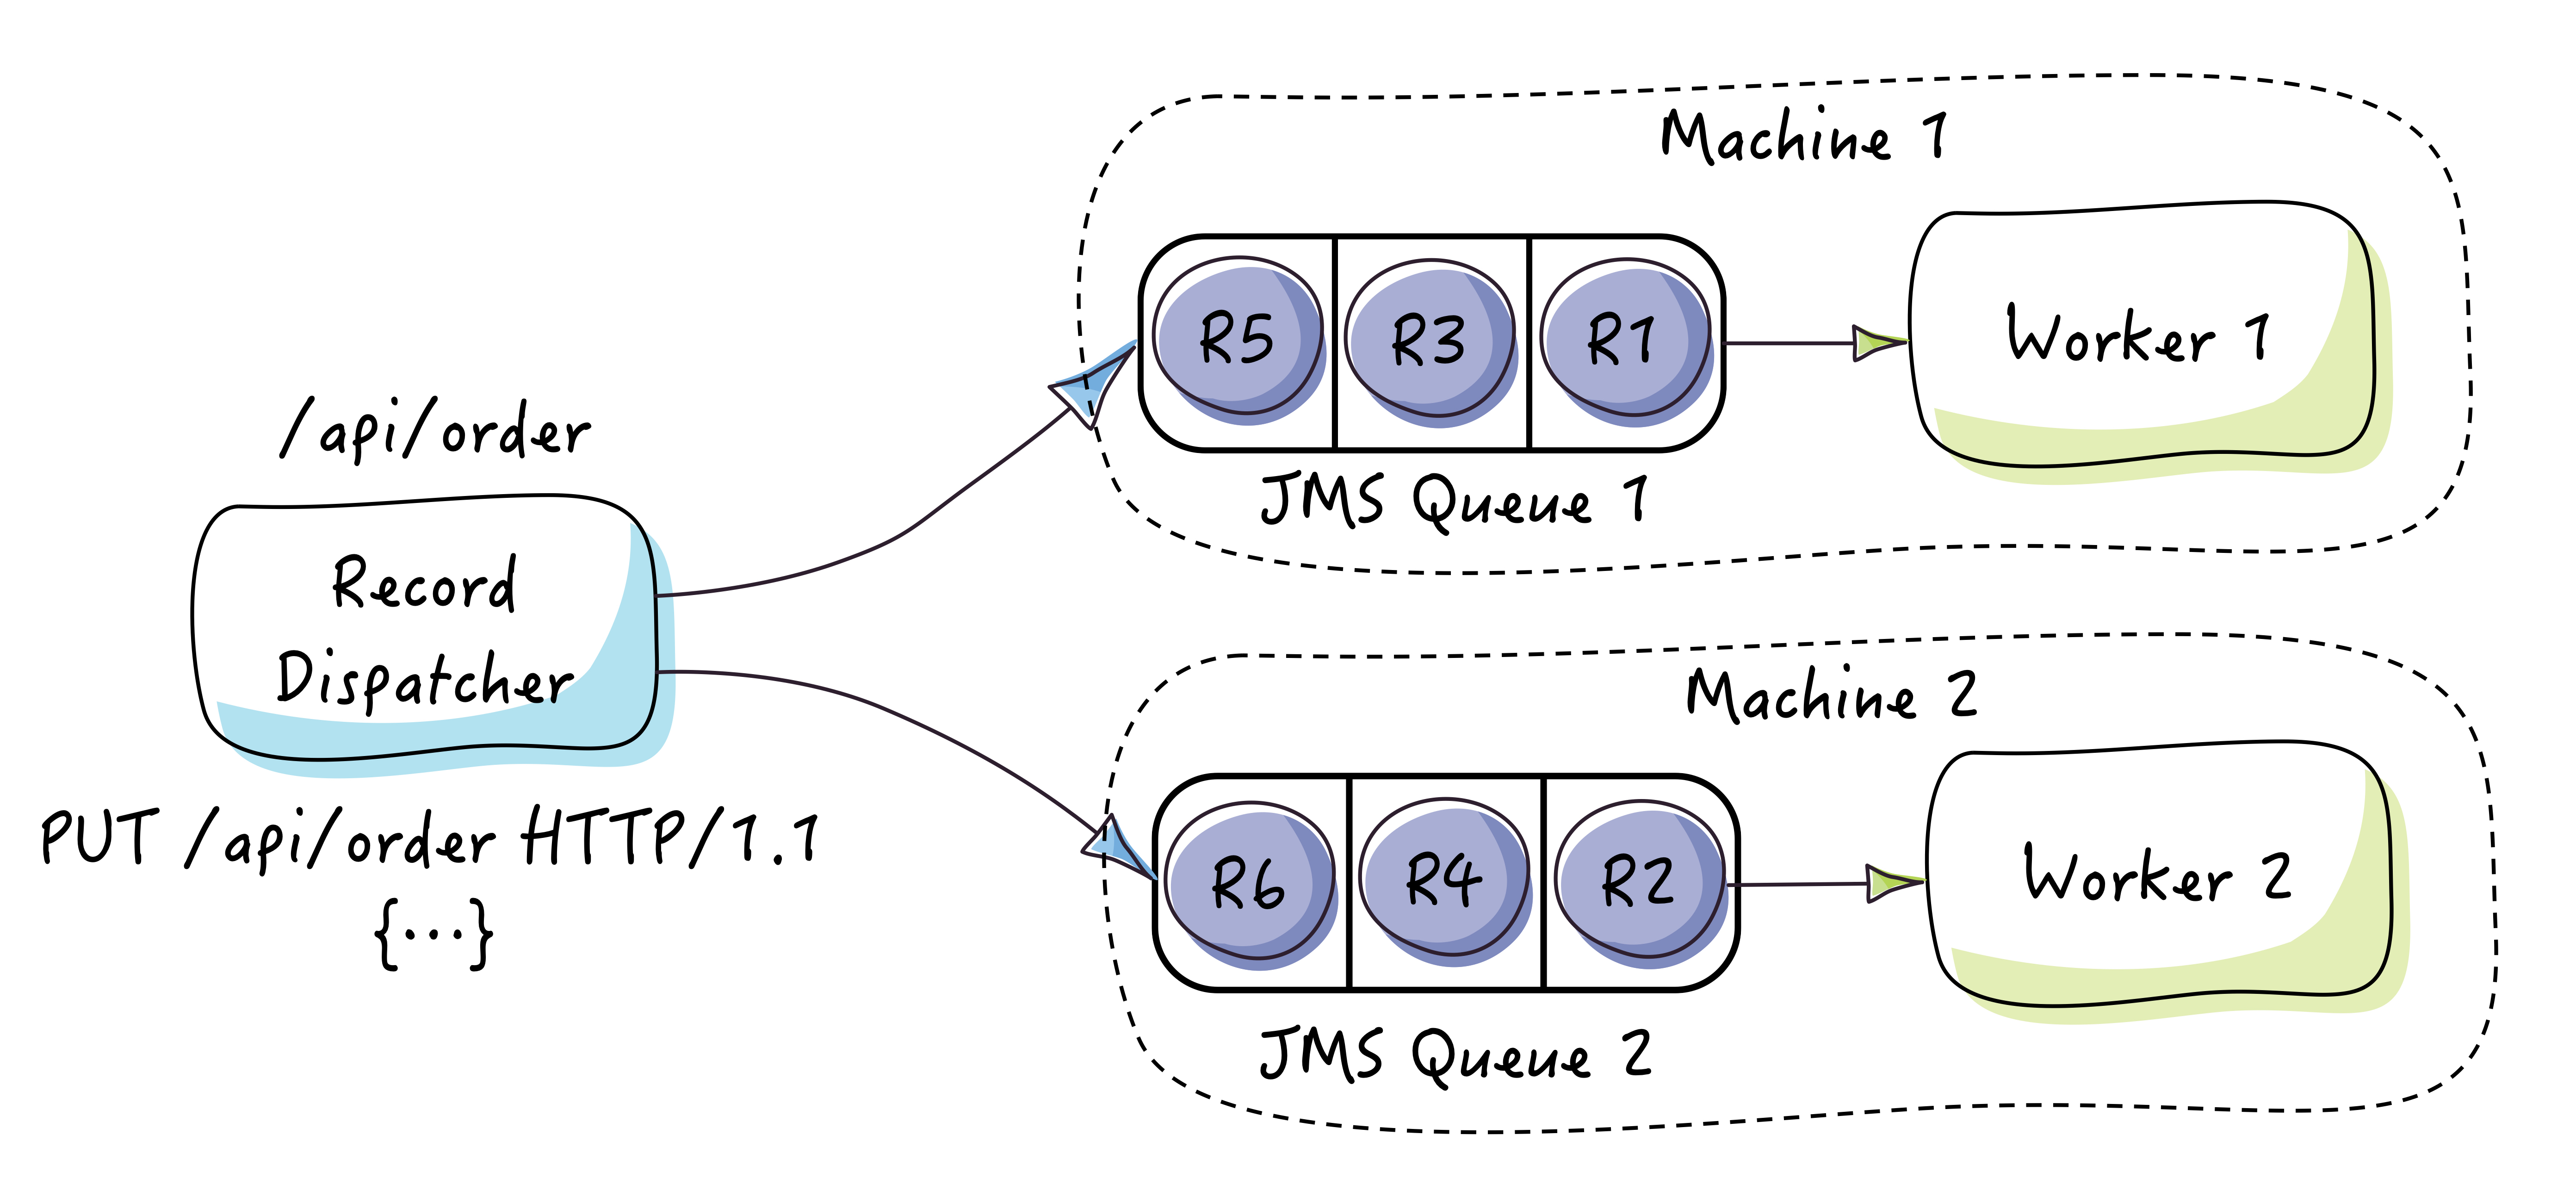 /api/order
Record
Dispatcher
PUT /api/order HTTP/1.1
{...}
Machine 1
R5 R3 R1
Worker 1
JMS Queue 1
Machine 2
R6 R4 R2
Worker 2
JMS Queue 2